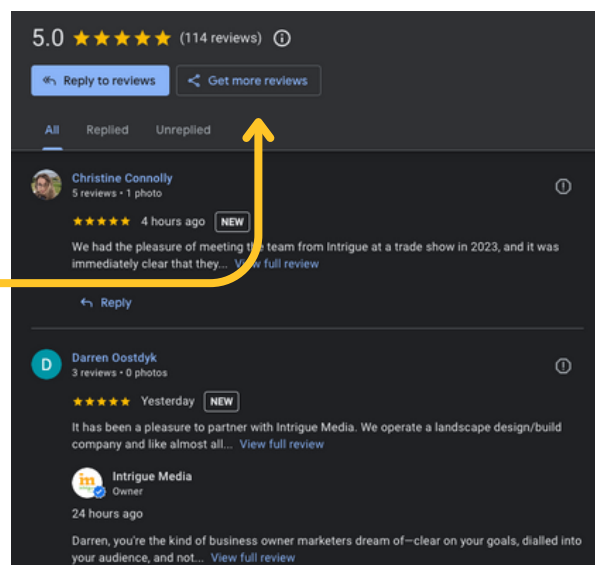 5.0 (114 reviews)
Reply to reviews Get more reviews
All Replied Unreplied
Christine Connolly
5 reviews • 1 photo
4 hours ago NEW
We had the pleasure of meeting the team from Intrigue at a trade show in 2023, and it was
immediately clear that they... View full review
Reply
D Darren Oostdyk
3 reviews • 0 photos
Yesterday NEW
It has been a pleasure to partner with Intrigue Media. We operate a landscape design/build
company and like almost all... View full review
im Intrigue Media
Owner
24 hours ago
Darren, you're the kind of business owner marketers dream of—clear on your goals, dialled into
your audience, and not... View full review